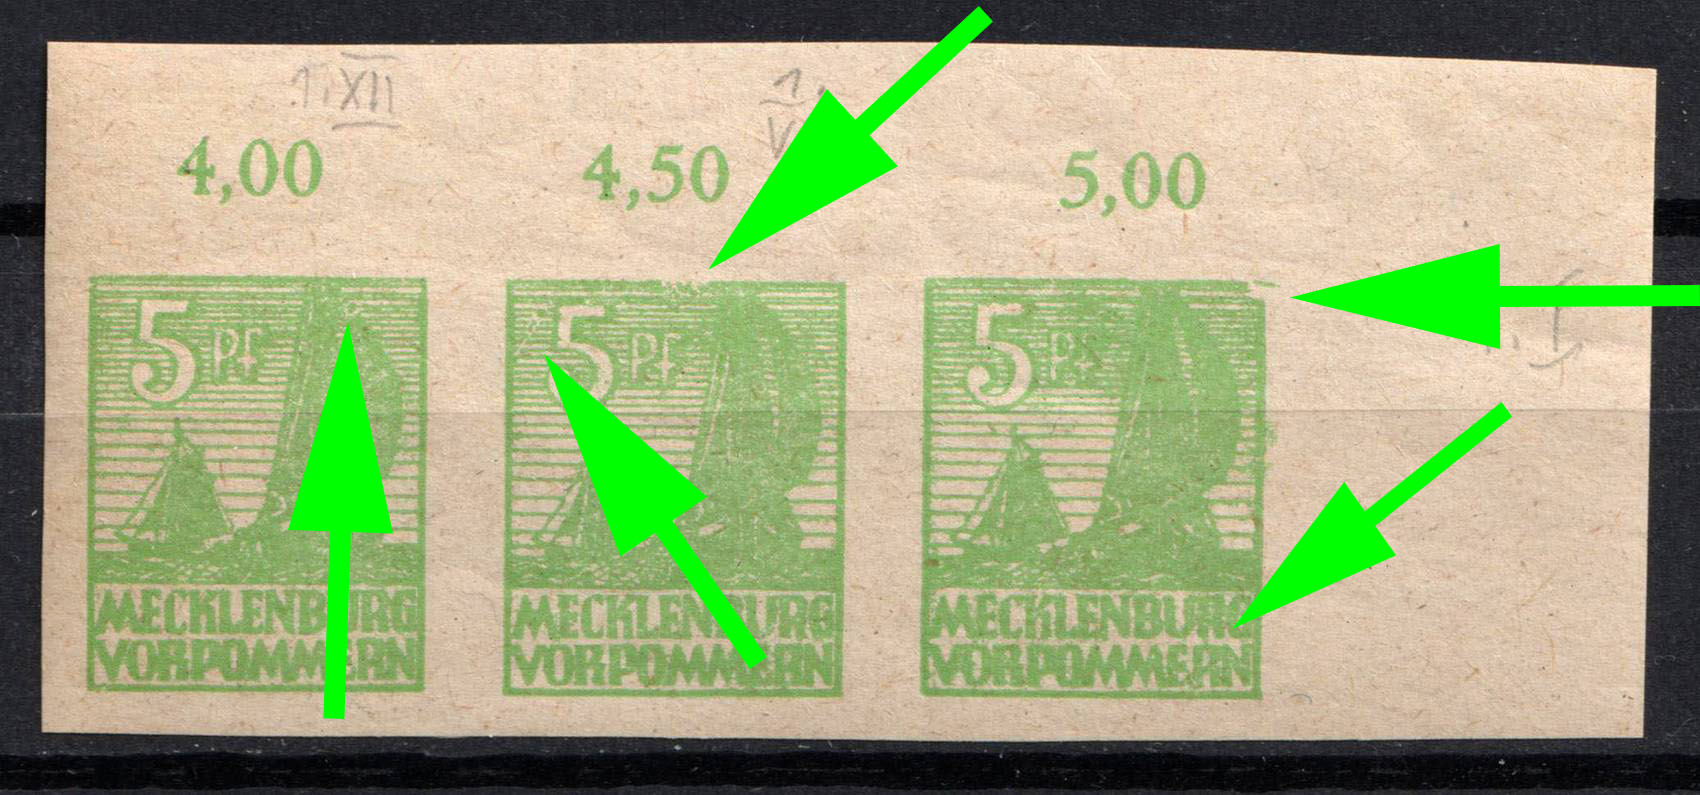 1.XII 1.
V
4,00 4,50 5,00
5 Pf 5 Pf 5 Pf
I
MECKLENBURG MECKLENBURG MECKLENBURG
VORPOMMERN VORPOMMERN VORPOMMERN